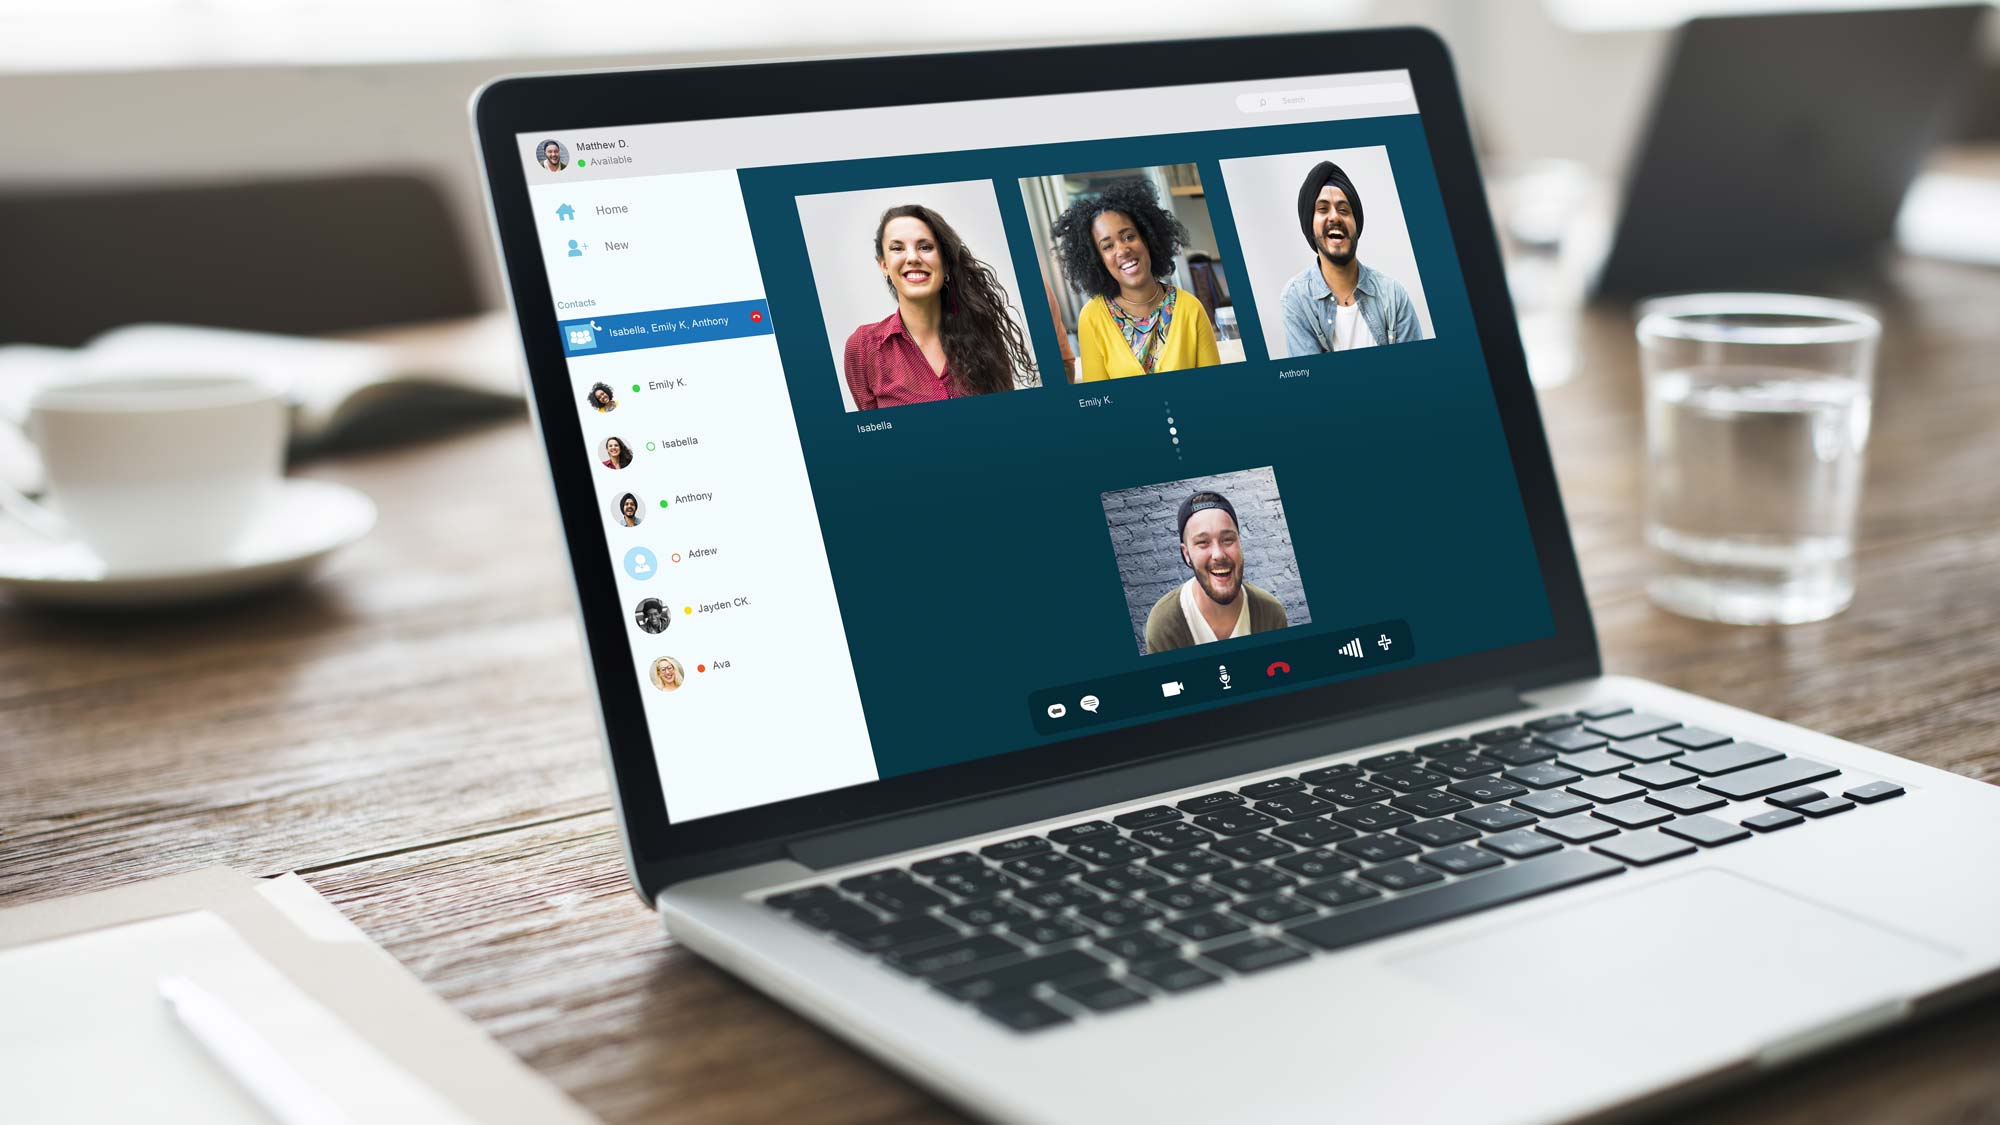 Matthew D.
Available
Search
Home
New
Contacts
Isabella, Emily K, Anthony
Emily K.
Isabella
Anthony
Adrew
Jayden CK.
Ava
Isabella
Emily K.
Anthony